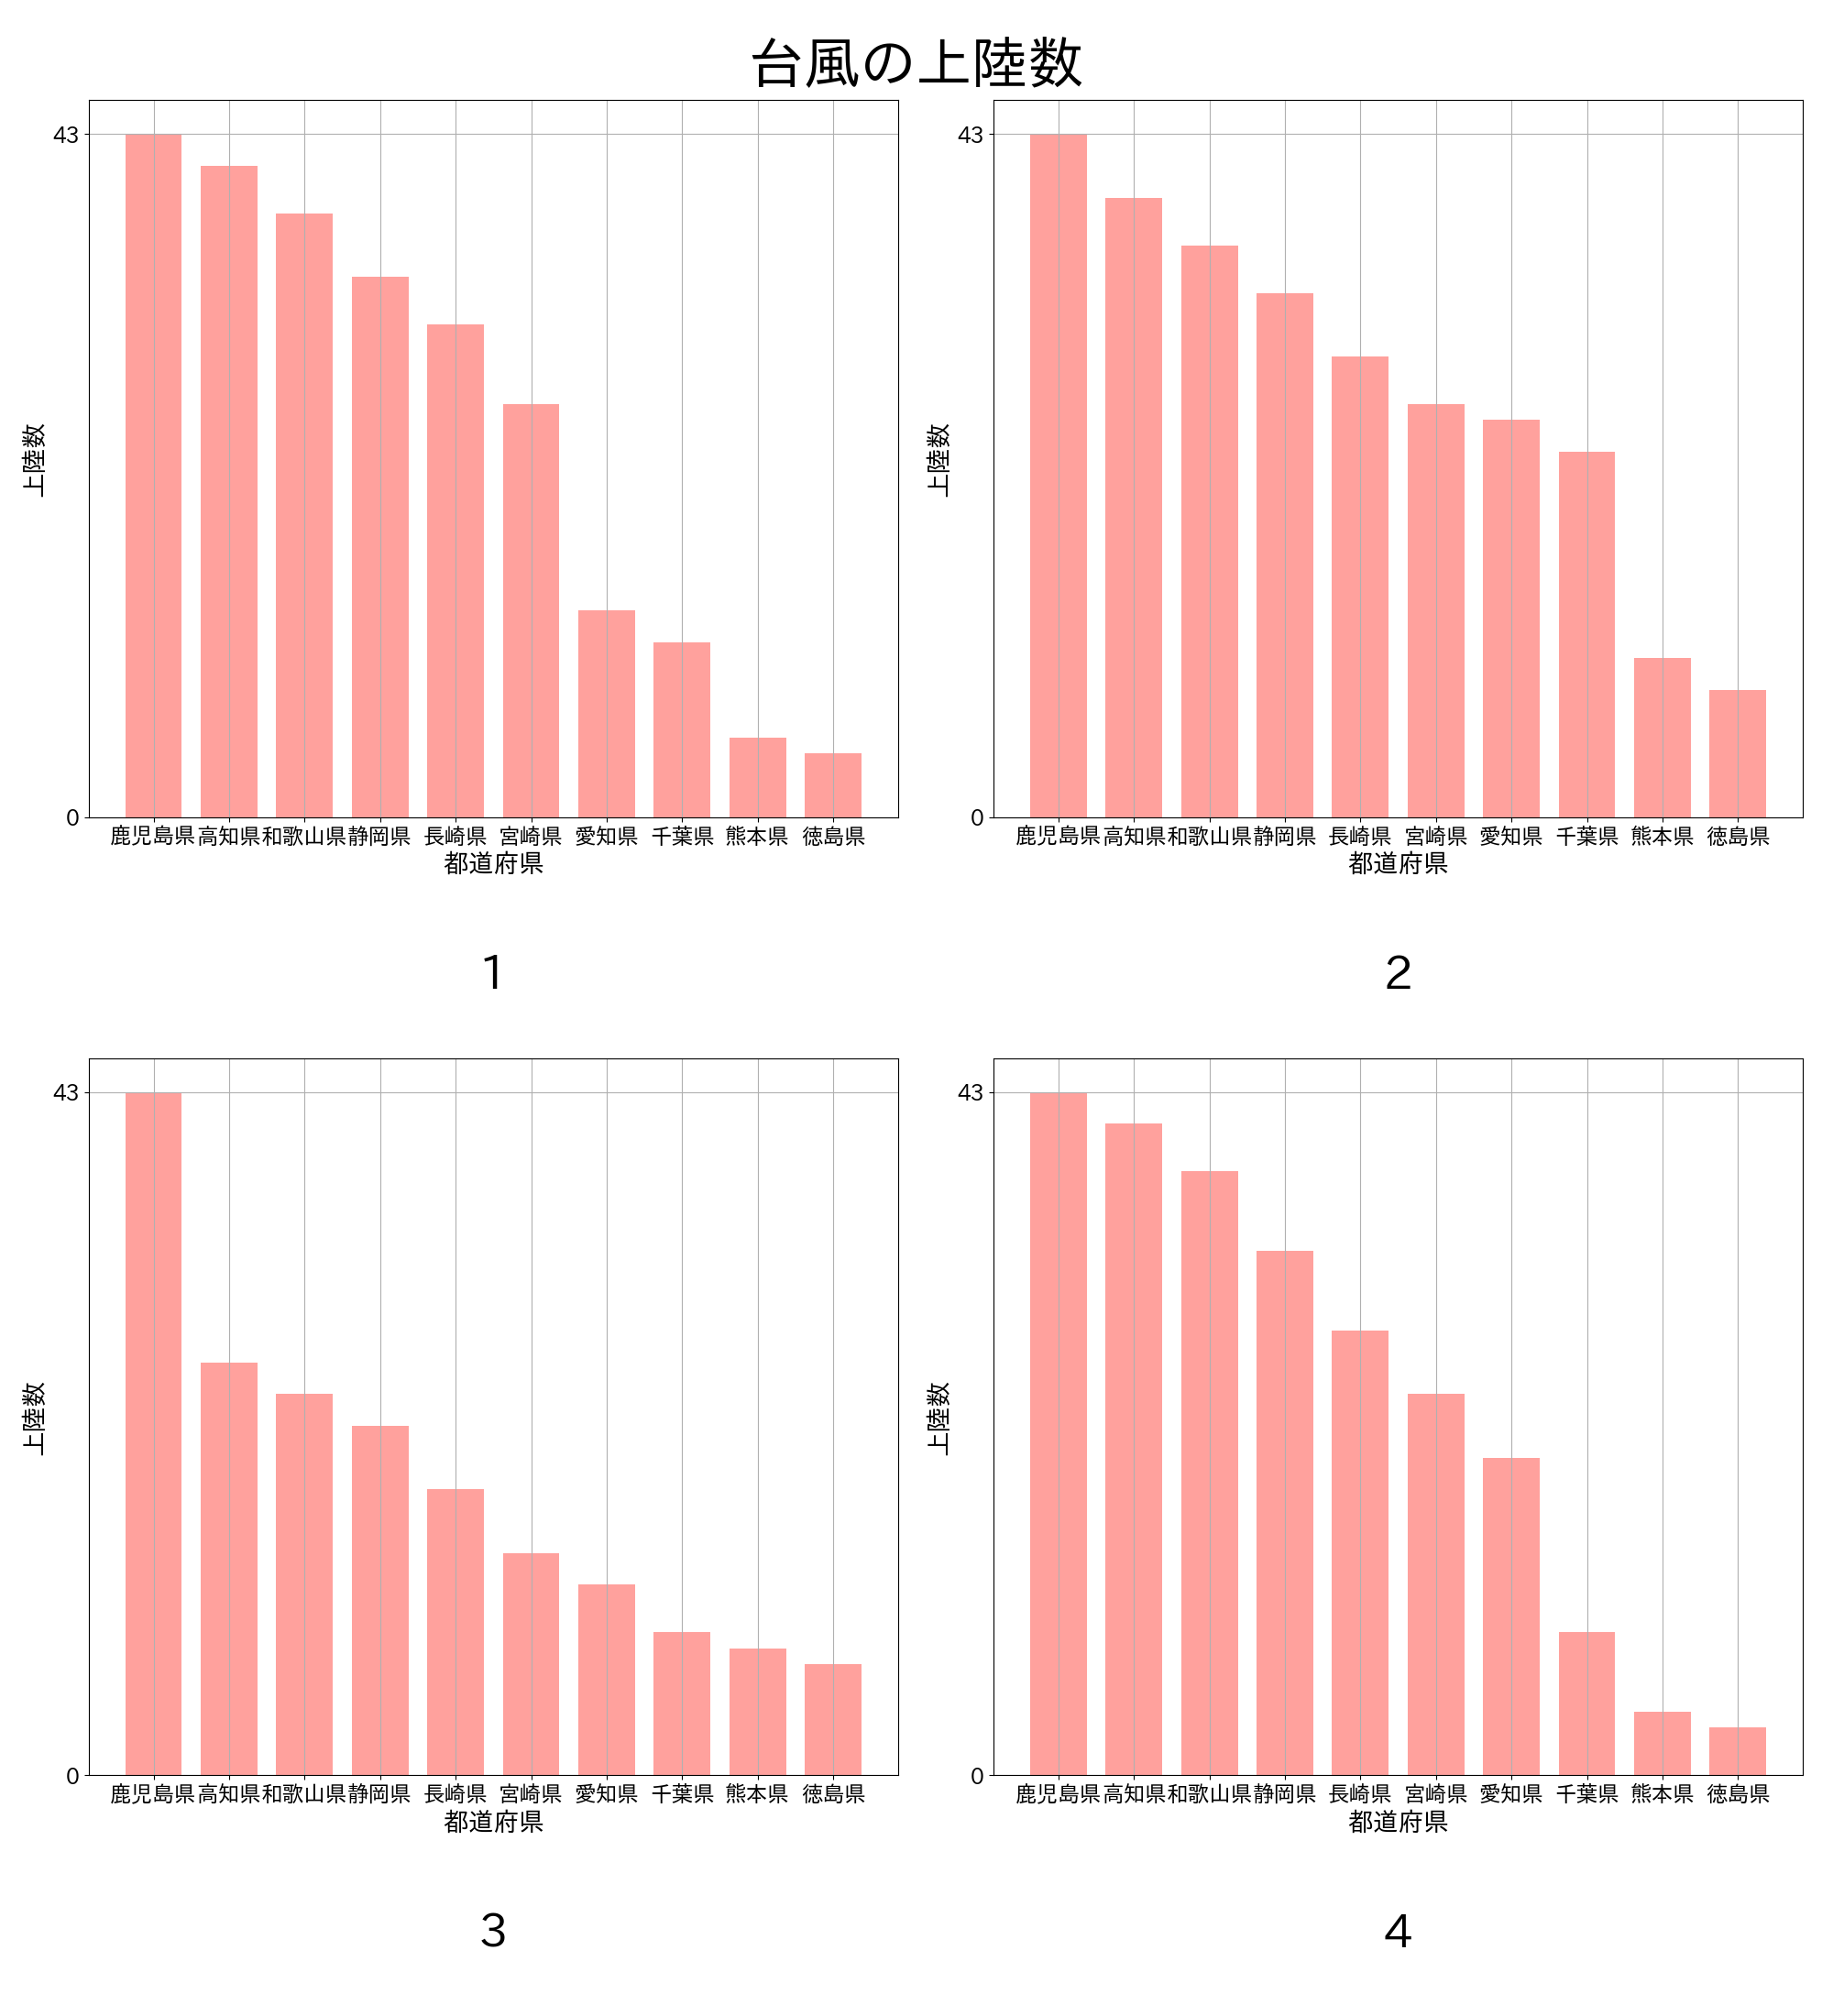 台風の上陸数
43
0
上陸数
鹿児島県 高知県 和歌山県 静岡県 長崎県 宮崎県 愛知県 千葉県 熊本県 徳島県
都道府県
1
43
0
上陸数
鹿児島県 高知県 和歌山県 静岡県 長崎県 宮崎県 愛知県 千葉県 熊本県 徳島県
都道府県
2
43
0
上陸数
鹿児島県 高知県 和歌山県 静岡県 長崎県 宮崎県 愛知県 千葉県 熊本県 徳島県
都道府県
3
43
0
上陸数
鹿児島県 高知県 和歌山県 静岡県 長崎県 宮崎県 愛知県 千葉県 熊本県 徳島県
都道府県
4